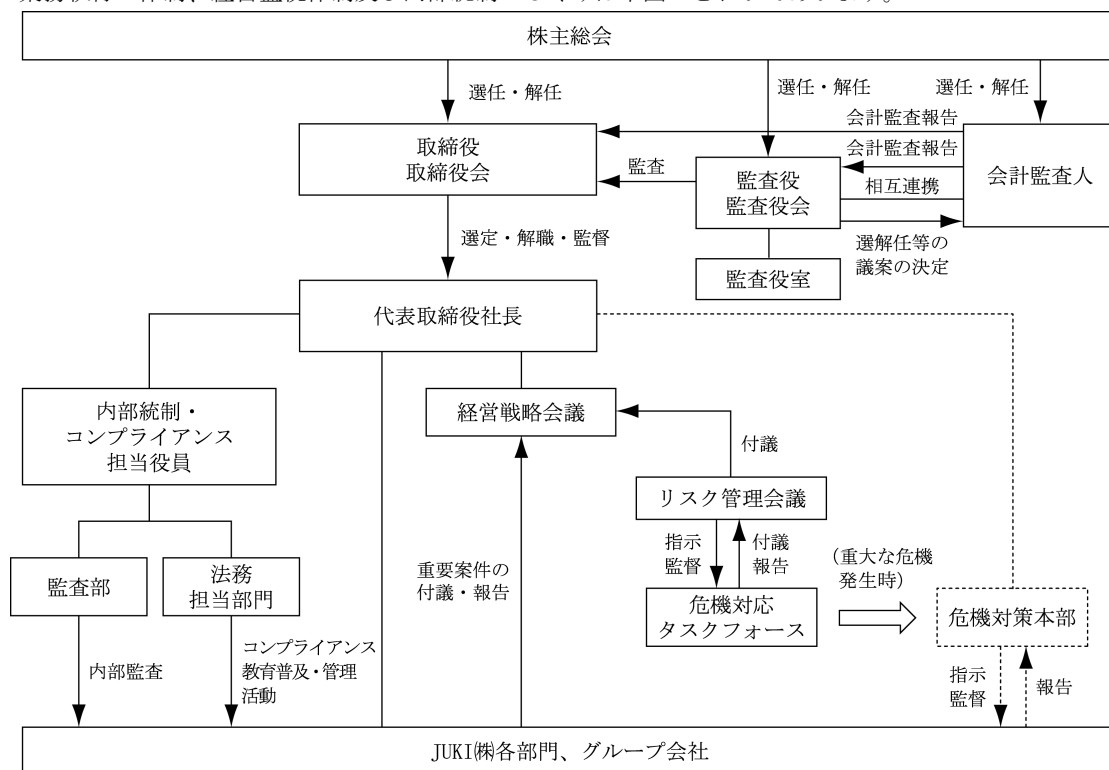 株主総会
選任・解任
選任・解任
選任・解任
会計監査報告
取締役
取締役会
監査
会計監査報告
監査役
監査役会
相互連携
会計監査人
選定・解職・監督
選解任等の
議案の決定
監査役室
代表取締役社長
内部統制・
コンプライアンス
担当役員
経営戦略会議
付議
リスク管理会議
指示
監督
付議
報告
(重大な危機
発生時)
監査部
法務
担当部門
重要案件の
付議・報告
危機対応
タスクフォース
危機対策本部
内部監査
コンプライアンス
教育普及・管理
活動
指示
監督
報告
JUKI㈱各部門、グループ会社